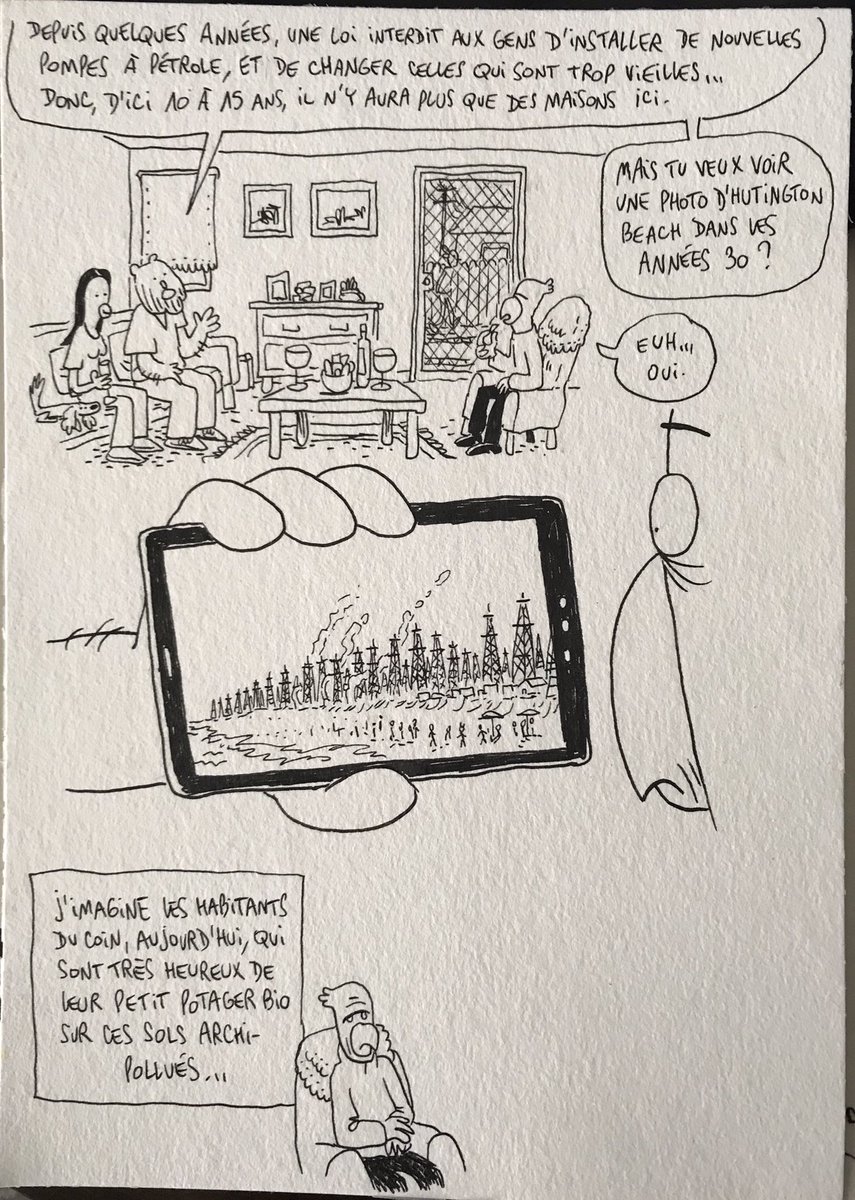 DEPUIS QUELQUES ANNÉES, UNE LOI INTERDIT AUX GENS D'INSTALLER DE NOUVELLES
POMPES À PÉTROLE, ET DE CHANGER CELLES QUI SONT TROP VIEILLES...
DONC, D'ICI 10 À 15 ANS, IL N'Y AURA PLUS QUE DES MAISONS ICI.
MAIS TU VEUX VOIR
UNE PHOTO D'HUTINGTON
BEACH DANS LES
ANNÉES 30 ?
EUH...
OUI.
J'IMAGINE LES HABITANTS
DU COIN, AUJOURD'HUI, QUI
SONT TRÈS HEUREUX DE
LEUR PETIT POTAGER BIO
SUR CES SOLS ARCHI-
POLLUÉS...